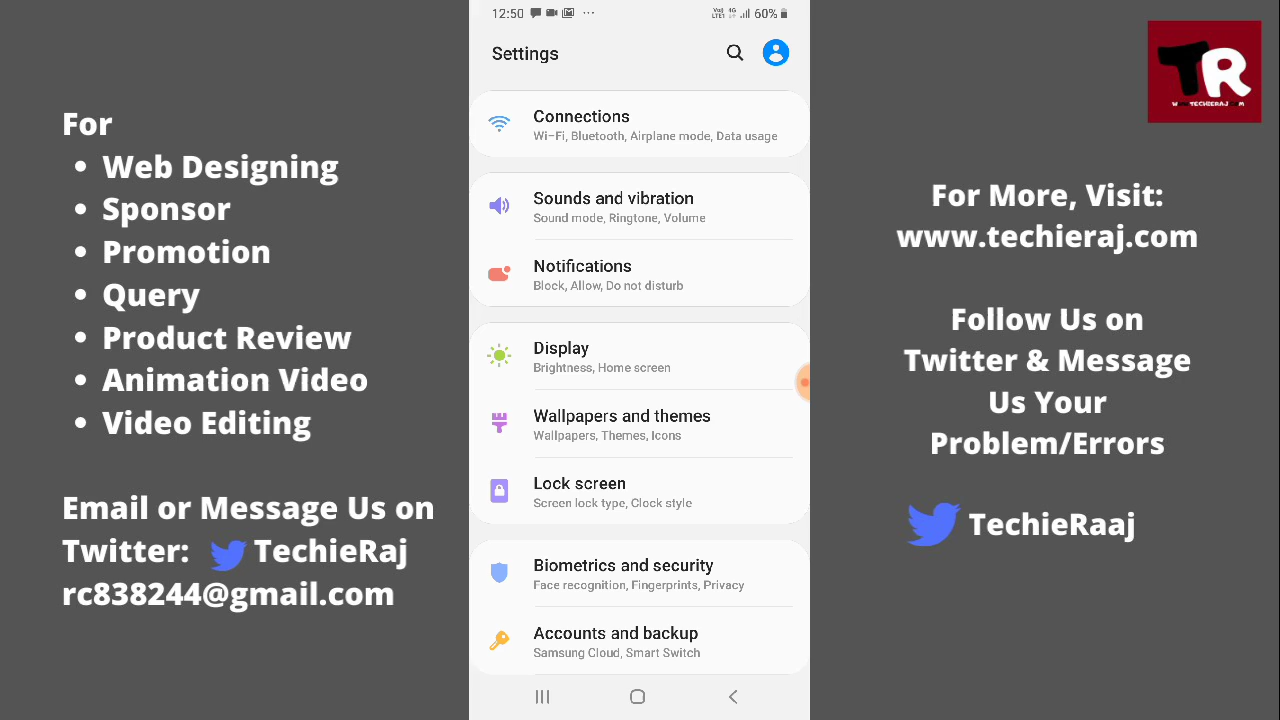 For
• Web Designing
• Sponsor
• Promotion
• Query
• Product Review
• Animation Video
• Video Editing
Email or Message Us on
Twitter: TechieRaj
rc838244@gmail.com
12:50
60%
Settings
Connections
Wi-Fi, Bluetooth, Airplane mode, Data usage
Sounds and vibration
Sound mode, Ringtone, Volume
Notifications
Block, Allow, Do not disturb
Display
Brightness, Home screen
Wallpapers and themes
Wallpapers, Themes, Icons
Lock screen
Screen lock type, Clock style
Biometrics and security
Face recognition, Fingerprints, Privacy
Accounts and backup
Samsung Cloud, Smart Switch
TR
For More, Visit:
www.techieraj.com
Follow Us on
Twitter & Message
Us Your
Problem/Errors
TechieRaaj